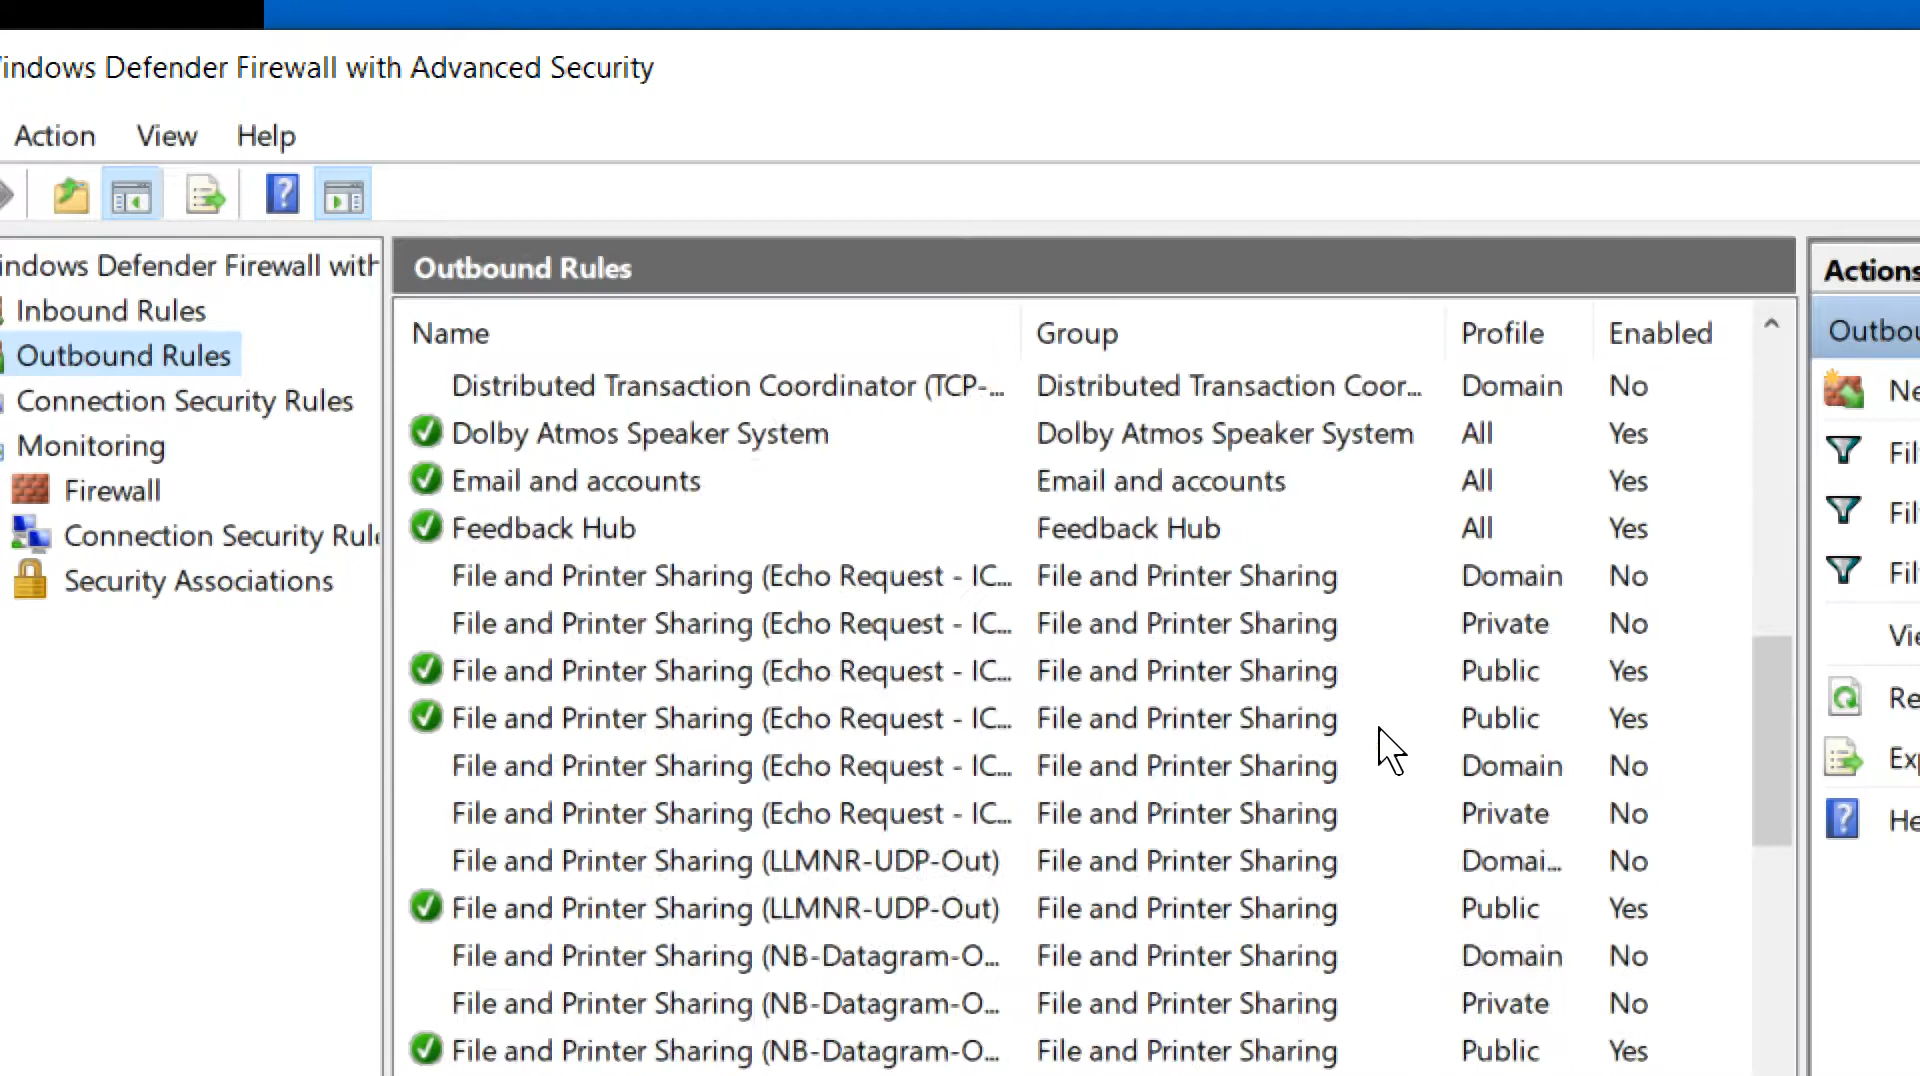 indows Defender Firewall with Advanced Security
Action View Help
indows Defender Firewall with
Inbound Rules
Outbound Rules
Connection Security Rules
Monitoring
Firewall
Connection Security Rule
Security Associations
Outbound Rules
Name Group Profile Enabled
Distributed Transaction Coordinator (TCP-... Distributed Transaction Coor... Domain No
Dolby Atmos Speaker System Dolby Atmos Speaker System All Yes
Email and accounts Email and accounts All Yes
Feedback Hub Feedback Hub All Yes
File and Printer Sharing (Echo Request - IC... File and Printer Sharing Domain No
File and Printer Sharing (Echo Request - IC... File and Printer Sharing Private No
File and Printer Sharing (Echo Request - IC... File and Printer Sharing Public Yes
File and Printer Sharing (Echo Request - IC... File and Printer Sharing Public Yes
File and Printer Sharing (Echo Request - IC... File and Printer Sharing Domain No
File and Printer Sharing (Echo Request - IC... File and Printer Sharing Private No
File and Printer Sharing (LLMNR-UDP-Out) File and Printer Sharing Domai... No
File and Printer Sharing (LLMNR-UDP-Out) File and Printer Sharing Public Yes
File and Printer Sharing (NB-Datagram-O... File and Printer Sharing Domain No
File and Printer Sharing (NB-Datagram-O... File and Printer Sharing Private No
File and Printer Sharing (NB-Datagram-O... File and Printer Sharing Public Yes
Actions
Outbou
Ne
Fil
Fil
Fil
Vie
Re
Exp
He